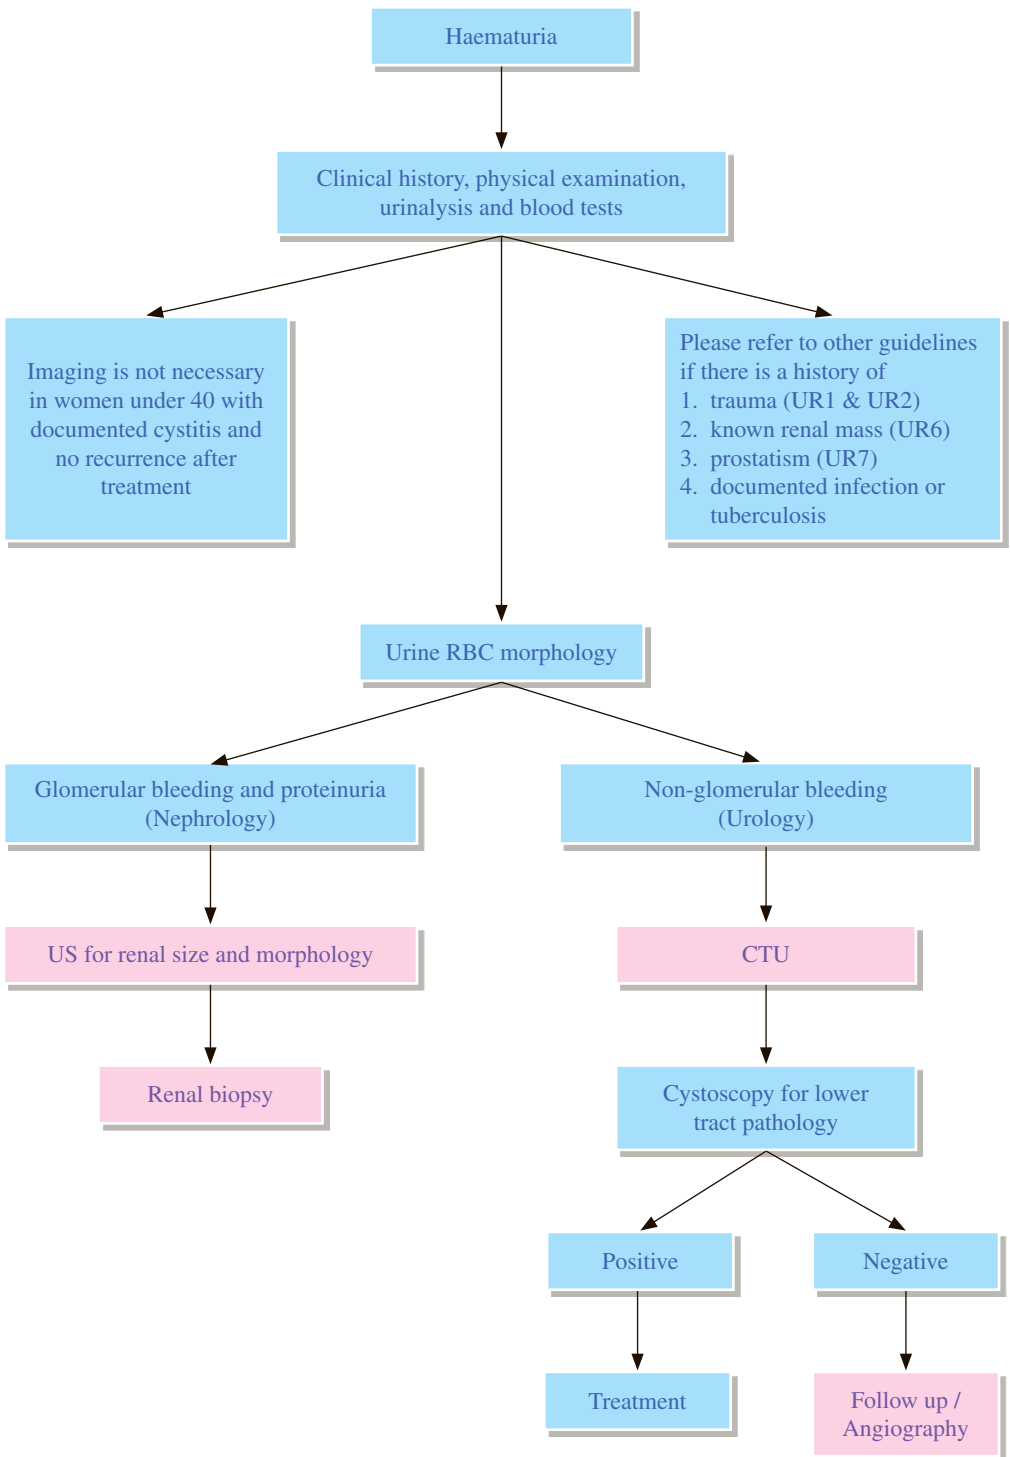 Haematuria
Clinical history, physical examination,
urinalysis and blood tests
Imaging is not necessary
in women under 40 with
documented cystitis and
no recurrence after
treatment
Please refer to other guidelines
if there is a history of
1. trauma (UR1 & UR2)
2. known renal mass (UR6)
3. prostatism (UR7)
4. documented infection or
tuberculosis
Urine RBC morphology
Glomerular bleeding and proteinuria
(Nephrology)
Non-glomerular bleeding
(Urology)
US for renal size and morphology
CTU
Renal biopsy
Cystoscopy for lower
tract pathology
Positive
Negative
Treatment
Follow up /
Angiography